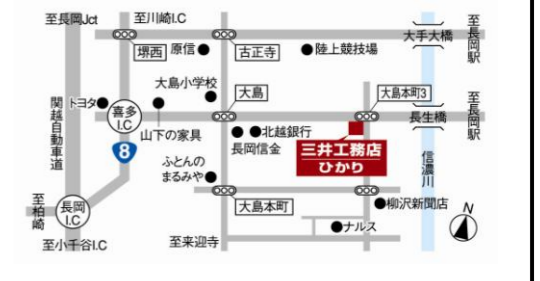 至長岡Jct
至川崎I.C
至長岡駅
堺西
原信
古正寺
陸上競技場
大手大橋
大島小学校
トヨタ
喜多
I.C
山下の家具
大島
大島本町3
長生橋
至長岡駅
関越自動車道
8
北越銀行
長岡信金
三井工務店
ひかり
信濃川
ふとんの
まるみや
至柏崎
長岡
I.C
大島本町
柳沢新聞店
ナルス
N
至小千谷I.C
至来迎寺